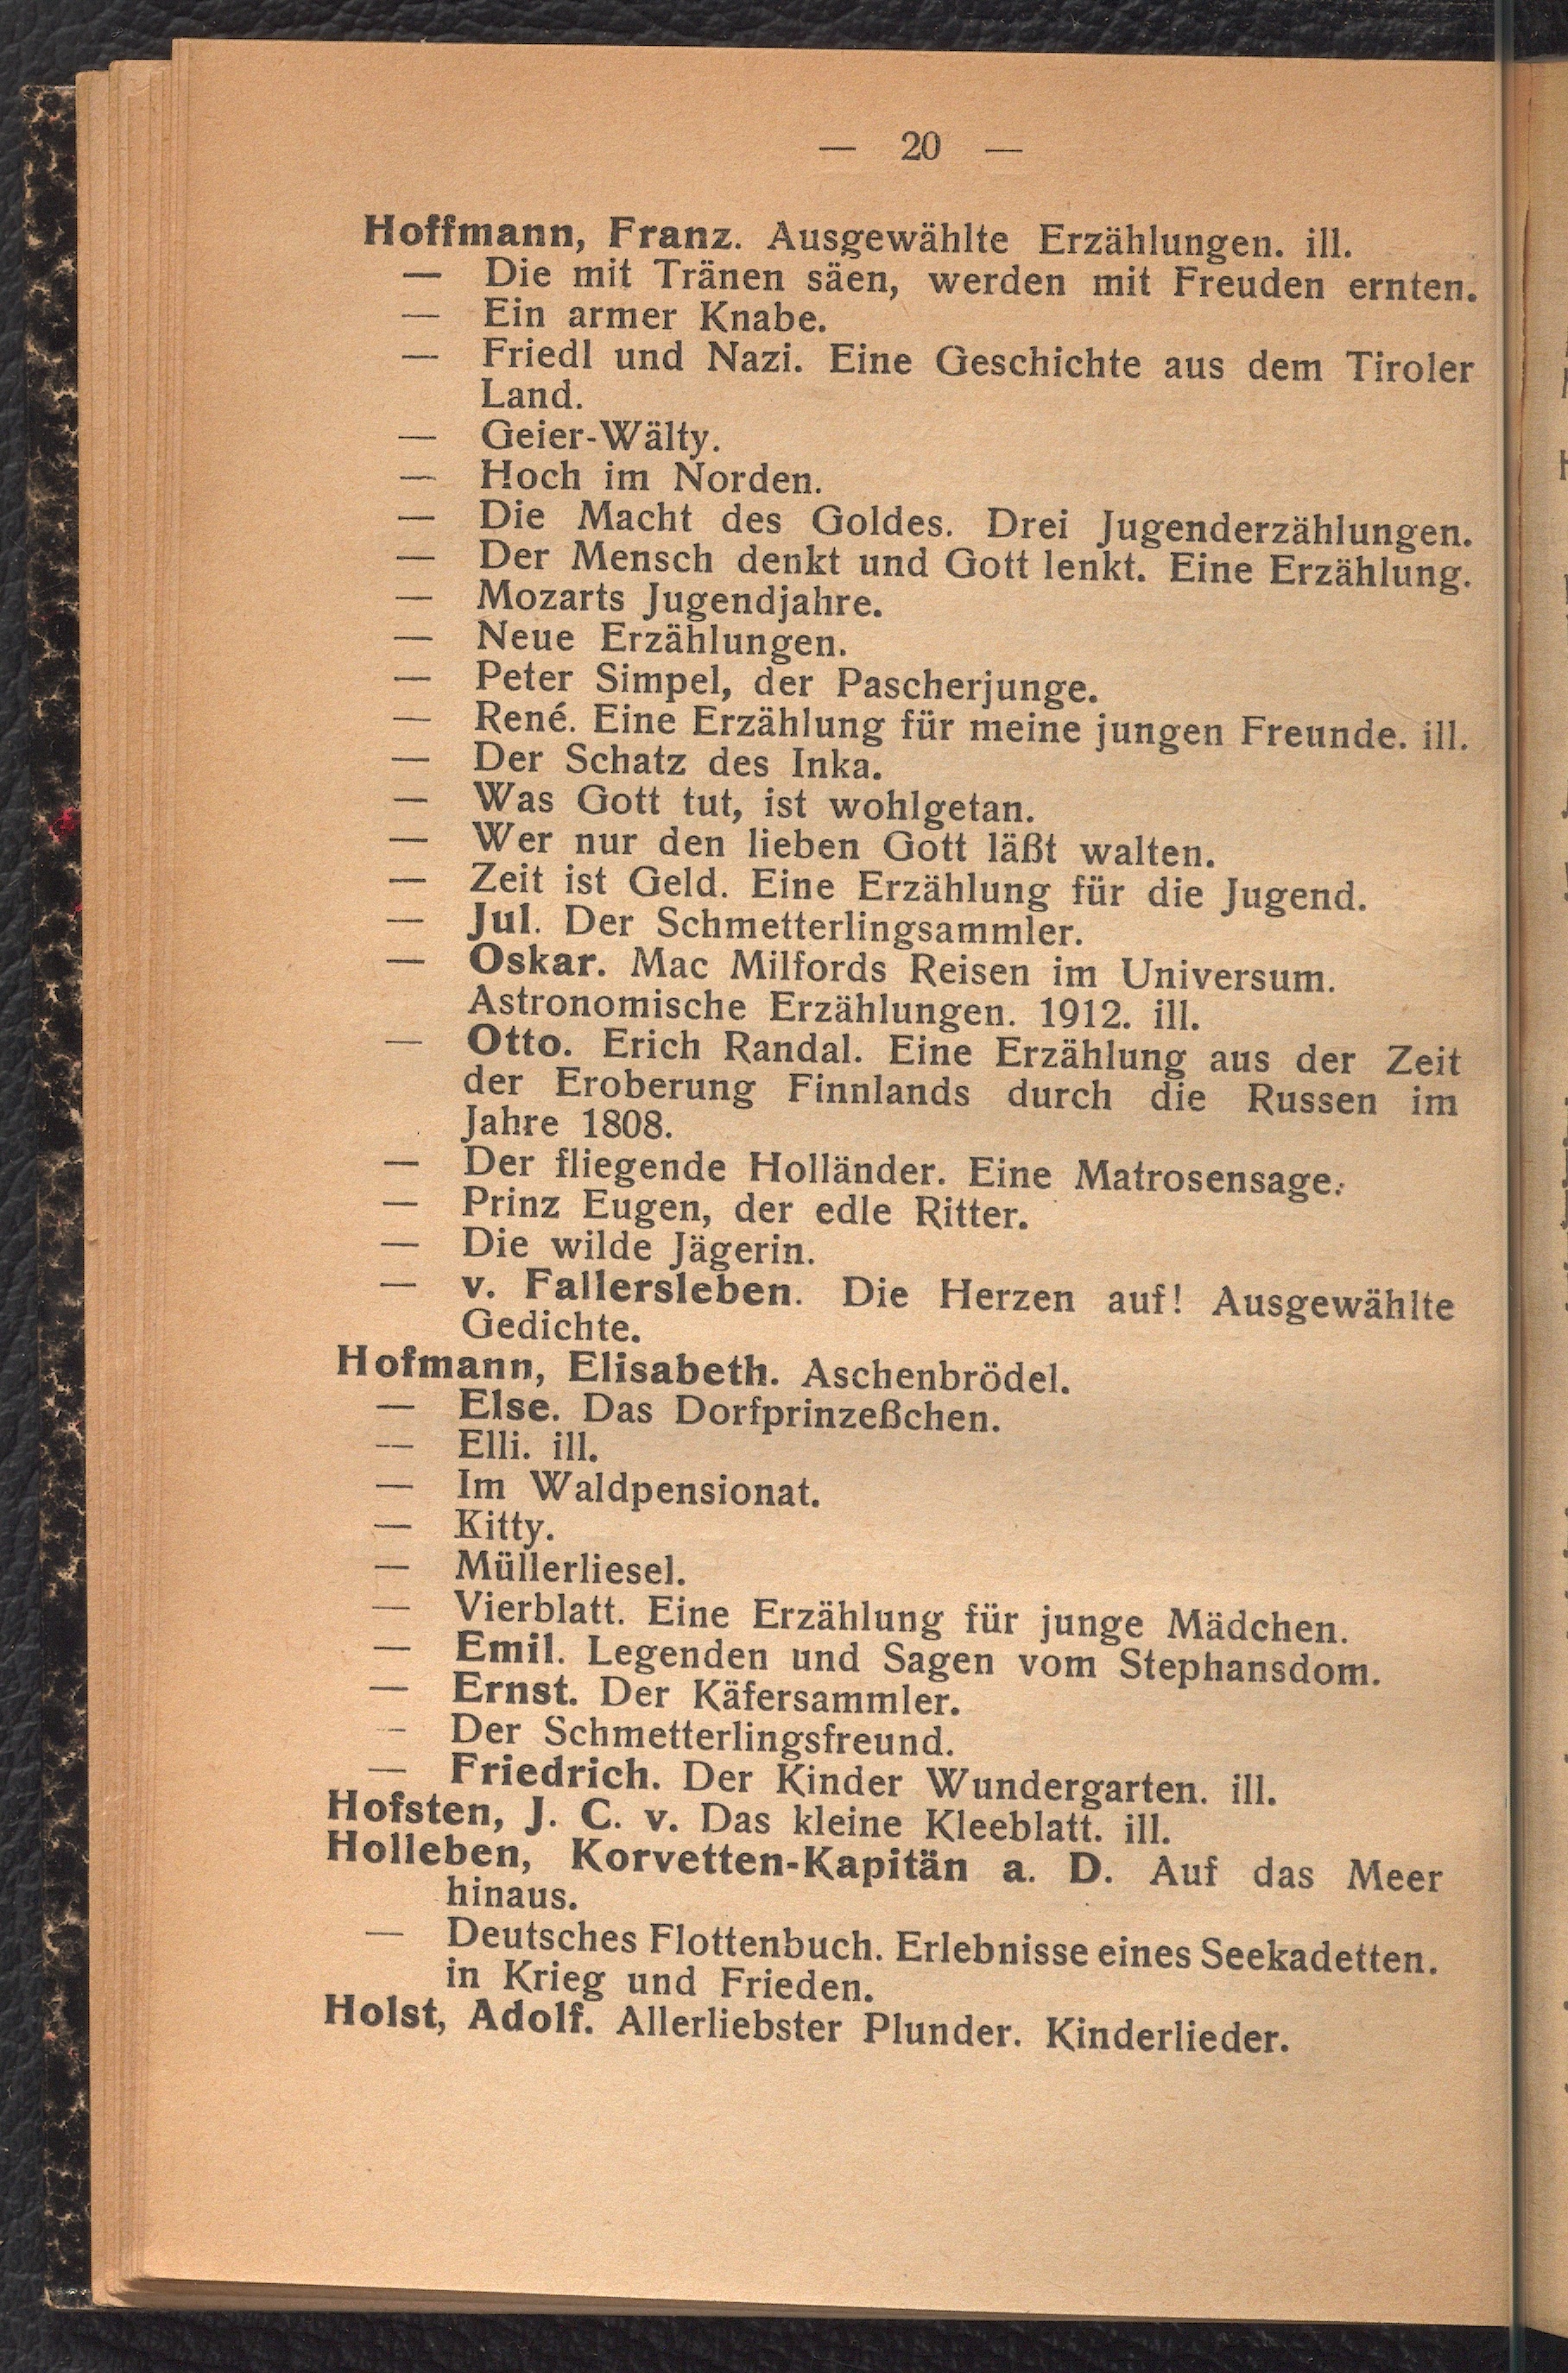 — 20 —
Hoffmann, Franz. Ausgewählte Erzählungen. ill.
— Die mit Tränen säen, werden mit Freuden ernten.
— Ein armer Knabe.
— Friedl und Nazi. Eine Geschichte aus dem Tiroler
Land.
— Geier-Wälty.
— Hoch im Norden.
— Die Macht des Goldes. Drei Jugenderzählungen.
— Der Mensch denkt und Gott lenkt. Eine Erzählung.
— Mozarts Jugendjahre.
— Neue Erzählungen.
— Peter Simpel, der Pascherjunge.
— René. Eine Erzählung für meine jungen Freunde. ill.
— Der Schatz des Inka.
— Was Gott tut, ist wohlgetan.
— Wer nur den lieben Gott läßt walten.
— Zeit ist Geld. Eine Erzählung für die Jugend.
— Jul. Der Schmetterlingsammler.
— Oskar. Mac Milfords Reisen im Universum.
Astronomische Erzählungen. 1912. ill.
— Otto. Erich Randal. Eine Erzählung aus der Zeit
der Eroberung Finnlands durch die Russen im
Jahre 1808.
— Der fliegende Holländer. Eine Matrosensage.
— Prinz Eugen, der edle Ritter.
— Die wilde Jägerin.
— v. Fallersleben. Die Herzen auf! Ausgewählte
Gedichte.
Hofmann, Elisabeth. Aschenbrödel.
— Else. Das Dorfprinzeßchen.
— Elli. ill.
— Im Waldpensionat.
— Kitty.
— Müllerliesel.
— Vierblatt. Eine Erzählung für junge Mädchen.
— Emil. Legenden und Sagen vom Stephansdom.
— Ernst. Der Käfersammler.
— Der Schmetterlingsfreund.
— Friedrich. Der Kinder Wundergarten. ill.
Hofsten, J. C. v. Das kleine Kleeblatt. ill.
Holleben, Korvetten-Kapitän a. D. Auf das Meer
hinaus.
— Deutsches Flottenbuch. Erlebnisse eines Seekadetten.
in Krieg und Frieden.
Holst, Adolf. Allerliebster Plunder. Kinderlieder.